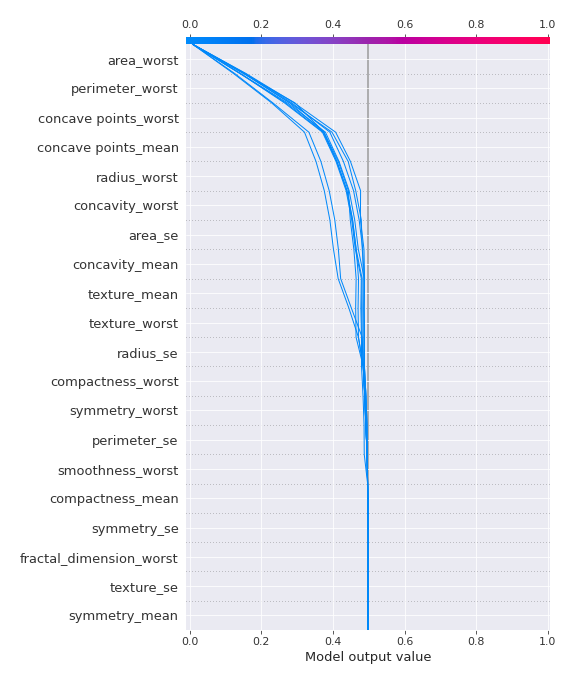 0.0 0.2 0.4 0.6 0.8 1.0
area_worst
perimeter_worst
concave points_worst
concave points_mean
radius_worst
concavity_worst
area_se
concavity_mean
texture_mean
texture_worst
radius_se
compactness_worst
symmetry_worst
perimeter_se
smoothness_worst
compactness_mean
symmetry_se
fractal_dimension_worst
texture_se
symmetry_mean
0.0 0.2 0.4 0.6 0.8 1.0
Model output value